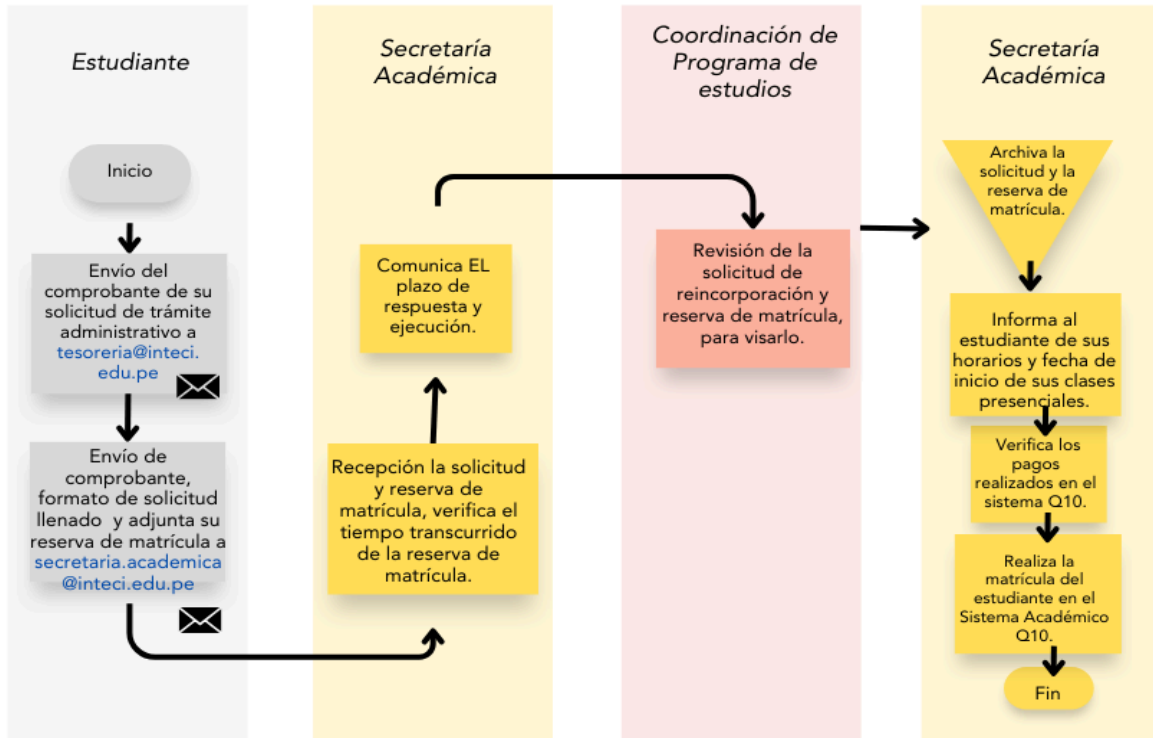 Estudiante
Inicio
Envío del
comprobante de su
solicitud de trámite
administrativo a
tesoreria@inteci.
edu.pe
Envío de
comprobante,
formato de solicitud
llenado y adjunta su
reserva de matrícula a
secretaria.academica
@inteci.edu.pe
Secretaría
Académica
Comunica EL
plazo de
respuesta y
ejecución.
Recepción la solicitud
y reserva de
matrícula, verifica el
tiempo transcurrido
de la reserva de
matrícula.
Coordinación de
Programa de
estudios
Revisión de la
solicitud de
reincorporación y
reserva de matrícula,
para visarlo.
Secretaría
Académica
Archiva la
solicitud y la
reserva de
matrícula.
Informa al
estudiante de sus
horarios y fecha de
inicio de sus clases
presenciales.
Verifica los
pagos
realizados en el
sistema Q10.
Realiza la
matrícula del
estudiante en el
Sistema Académico
Q10.
Fin